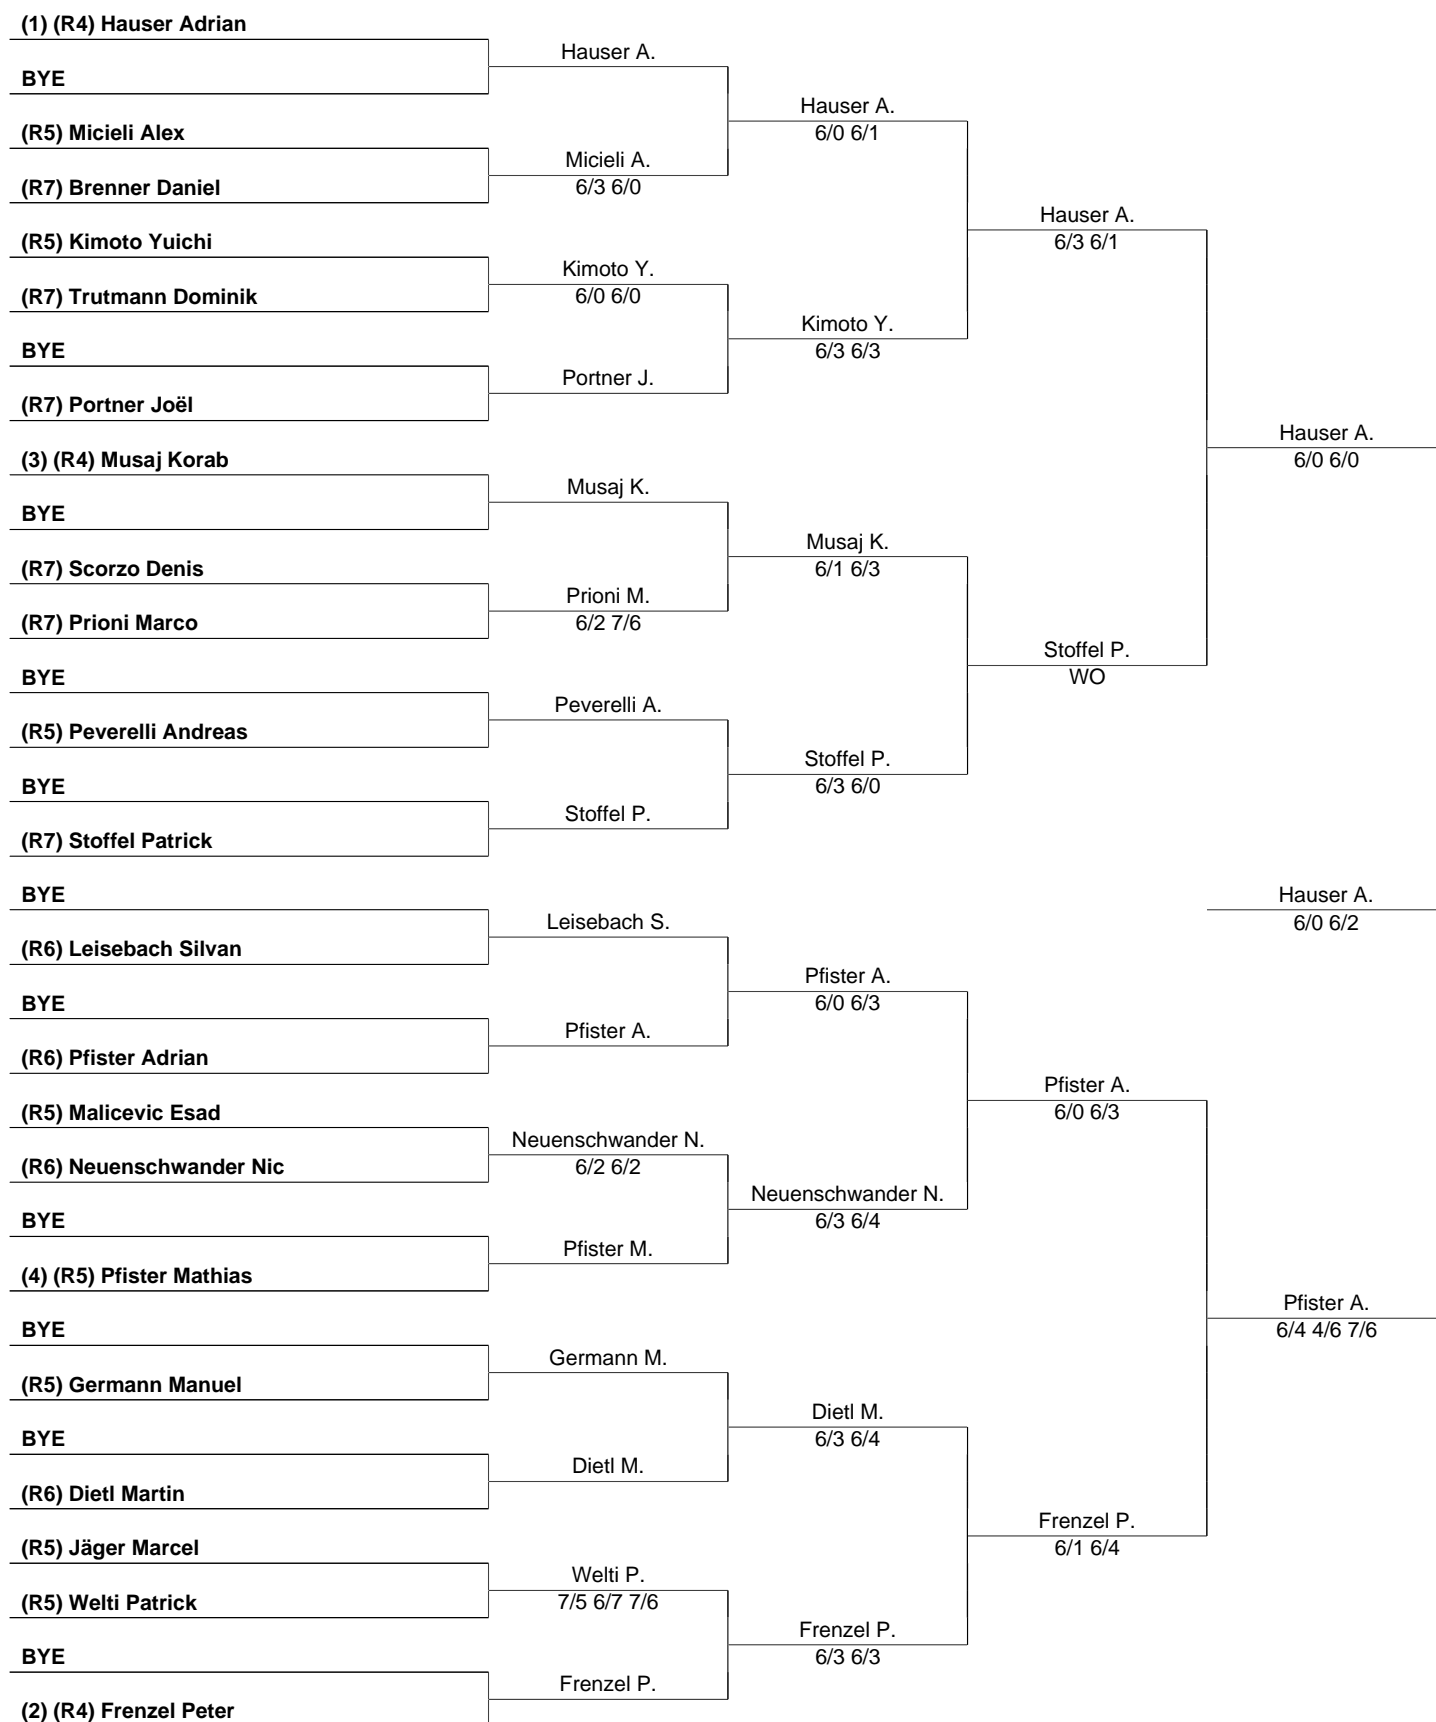 (1) (R4) Hauser Adrian
BYE
(R5) Micieli Alex
(R7) Brenner Daniel
(R5) Kimoto Yuichi
(R7) Trutmann Dominik
BYE
(R7) Portner Joël
(3) (R4) Musaj Korab
BYE
(R7) Scorzo Denis
(R7) Prioni Marco
BYE
(R5) Peverelli Andreas
BYE
(R7) Stoffel Patrick
BYE
(R6) Leisebach Silvan
BYE
(R6) Pfister Adrian
(R5) Malicevic Esad
(R6) Neuenschwander Nic
BYE
(4) (R5) Pfister Mathias
BYE
(R5) Germann Manuel
BYE
(R6) Dietl Martin
(R5) Jäger Marcel
(R5) Welti Patrick
BYE
(2) (R4) Frenzel Peter
Hauser A.
Micieli A.
6/3 6/0
Kimoto Y.
6/0 6/0
Portner J.
Musaj K.
Prioni M.
6/2 7/6
Peverelli A.
Stoffel P.
Leisebach S.
Pfister A.
Neuenschwander N.
6/2 6/2
Pfister M.
Germann M.
Dietl M.
Welti P.
7/5 6/7 7/6
Frenzel P.
Hauser A.
6/0 6/1
Kimoto Y.
6/3 6/3
Musaj K.
6/1 6/3
Stoffel P.
6/3 6/0
Pfister A.
6/0 6/3
Neuenschwander N.
6/3 6/4
Dietl M.
6/3 6/4
Frenzel P.
6/3 6/3
Hauser A.
6/3 6/1
Stoffel P.
WO
Pfister A.
6/0 6/3
Frenzel P.
6/1 6/4
Hauser A.
6/0 6/0
Hauser A.
6/0 6/2
Pfister A.
6/4 4/6 7/6